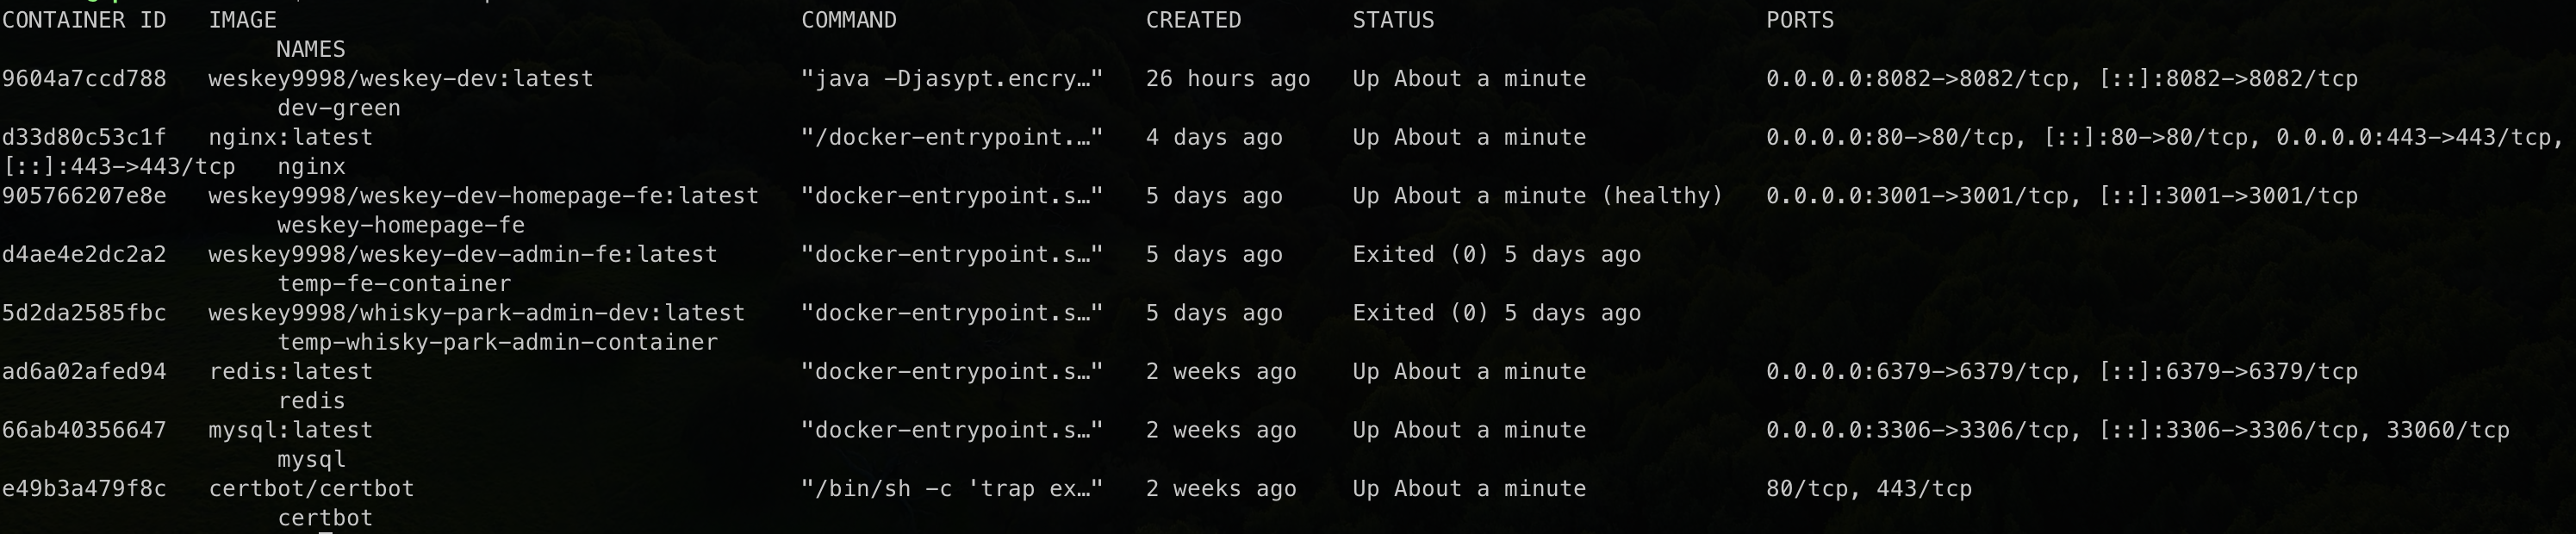 CONTAINER ID   IMAGE                                      COMMAND                  CREATED        STATUS                        PORTS
                    NAMES
9604a7ccd788   weskey9998/weskey-dev:latest               "java -Djasypt.encry…"   26 hours ago   Up About a minute             0.0.0.0:8082->8082/tcp, [::]:8082->8082/tcp
                    dev-green
d33d80c53c1f   nginx:latest                               "/docker-entrypoint.…"   4 days ago     Up About a minute             0.0.0.0:80->80/tcp, [::]:80->80/tcp, 0.0.0.0:443->443/tcp,
[::]:443->443/tcp   nginx
905766207e8e   weskey9998/weskey-dev-homepage-fe:latest   "docker-entrypoint.s…"   5 days ago     Up About a minute (healthy)   0.0.0.0:3001->3001/tcp, [::]:3001->3001/tcp
                    weskey-homepage-fe
d4ae4e2dc2a2   weskey9998/weskey-dev-admin-fe:latest      "docker-entrypoint.s…"   5 days ago     Exited (0) 5 days ago
                    temp-fe-container
5d2da2585fbc   weskey9998/whisky-park-admin-dev:latest    "docker-entrypoint.s…"   5 days ago     Exited (0) 5 days ago
                    temp-whisky-park-admin-container
ad6a02afed94   redis:latest                               "docker-entrypoint.s…"   2 weeks ago    Up About a minute             0.0.0.0:6379->6379/tcp, [::]:6379->6379/tcp
                    redis
66ab40356647   mysql:latest                               "docker-entrypoint.s…"   2 weeks ago    Up About a minute             0.0.0.0:3306->3306/tcp, [::]:3306->3306/tcp, 33060/tcp
                    mysql
e49b3a479f8c   certbot/certbot                            "/bin/sh -c 'trap ex…"   2 weeks ago    Up About a minute             80/tcp, 443/tcp
                    certbot